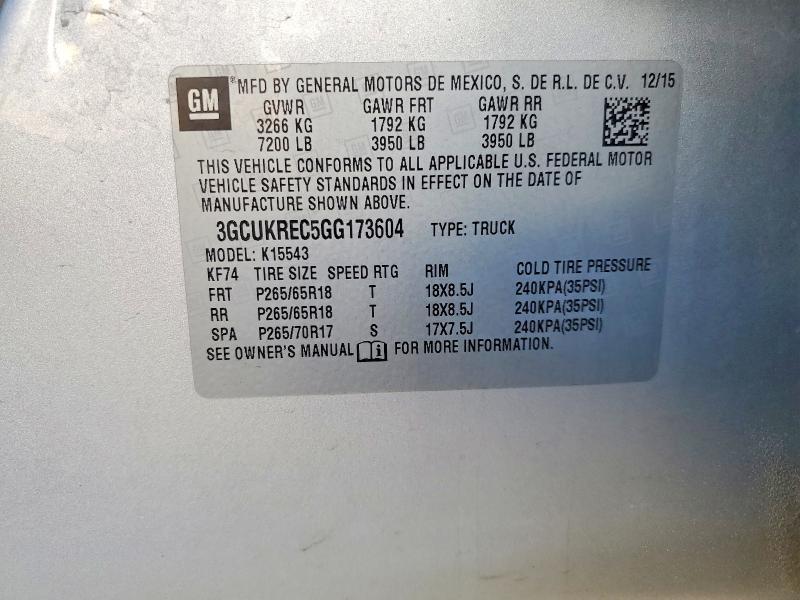 GM ®MFD BY GENERAL MOTORS DE MEXICO, S. DE R.L. DE C.V. 12/15
GVWR GAWR FRT GAWR RR
3266 KG 1792 KG 1792 KG
7200 LB 3950 LB 3950 LB
THIS VEHICLE CONFORMS TO ALL APPLICABLE U.S. FEDERAL MOTOR
VEHICLE SAFETY STANDARDS IN EFFECT ON THE DATE OF
MANUFACTURE SHOWN ABOVE.
3GCUKREC5GG173604 TYPE: TRUCK
MODEL: K15543
KF74 TIRE SIZE SPEED RTG RIM COLD TIRE PRESSURE
FRT P265/65R18 T 18X8.5J 240KPA(35PSI)
RR P265/65R18 T 18X8.5J 240KPA(35PSI)
SPA P265/70R17 S 17X7.5J 240KPA(35PSI)
SEE OWNER'S MANUAL FOR MORE INFORMATION.